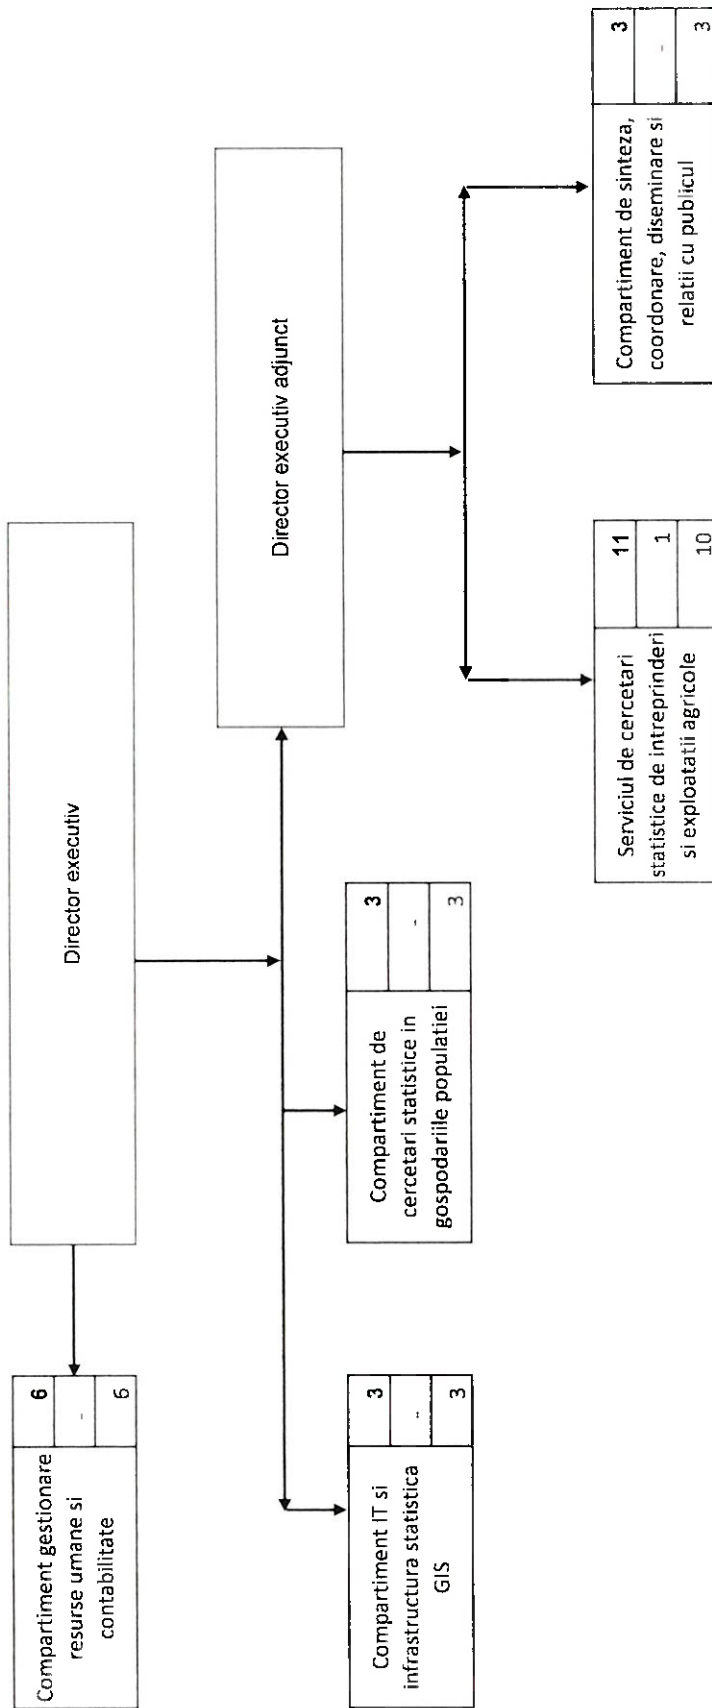 Compartiment gestionare
resurse umane si
contabilitate
6
-
6
Director executiv
Director executiv adjunct
Compartiment IT si
infrastructura statistica
GIS
3
-
3
Compartiment de
cercetari statistice in
gospodariile populatiei
3
-
3
Serviciul de cercetari
statistice de intreprinderi
si exploatatii agricole
11
1
10
Compartiment de sinteza,
coordonare, diseminare si
relatii cu publicul
3
-
3